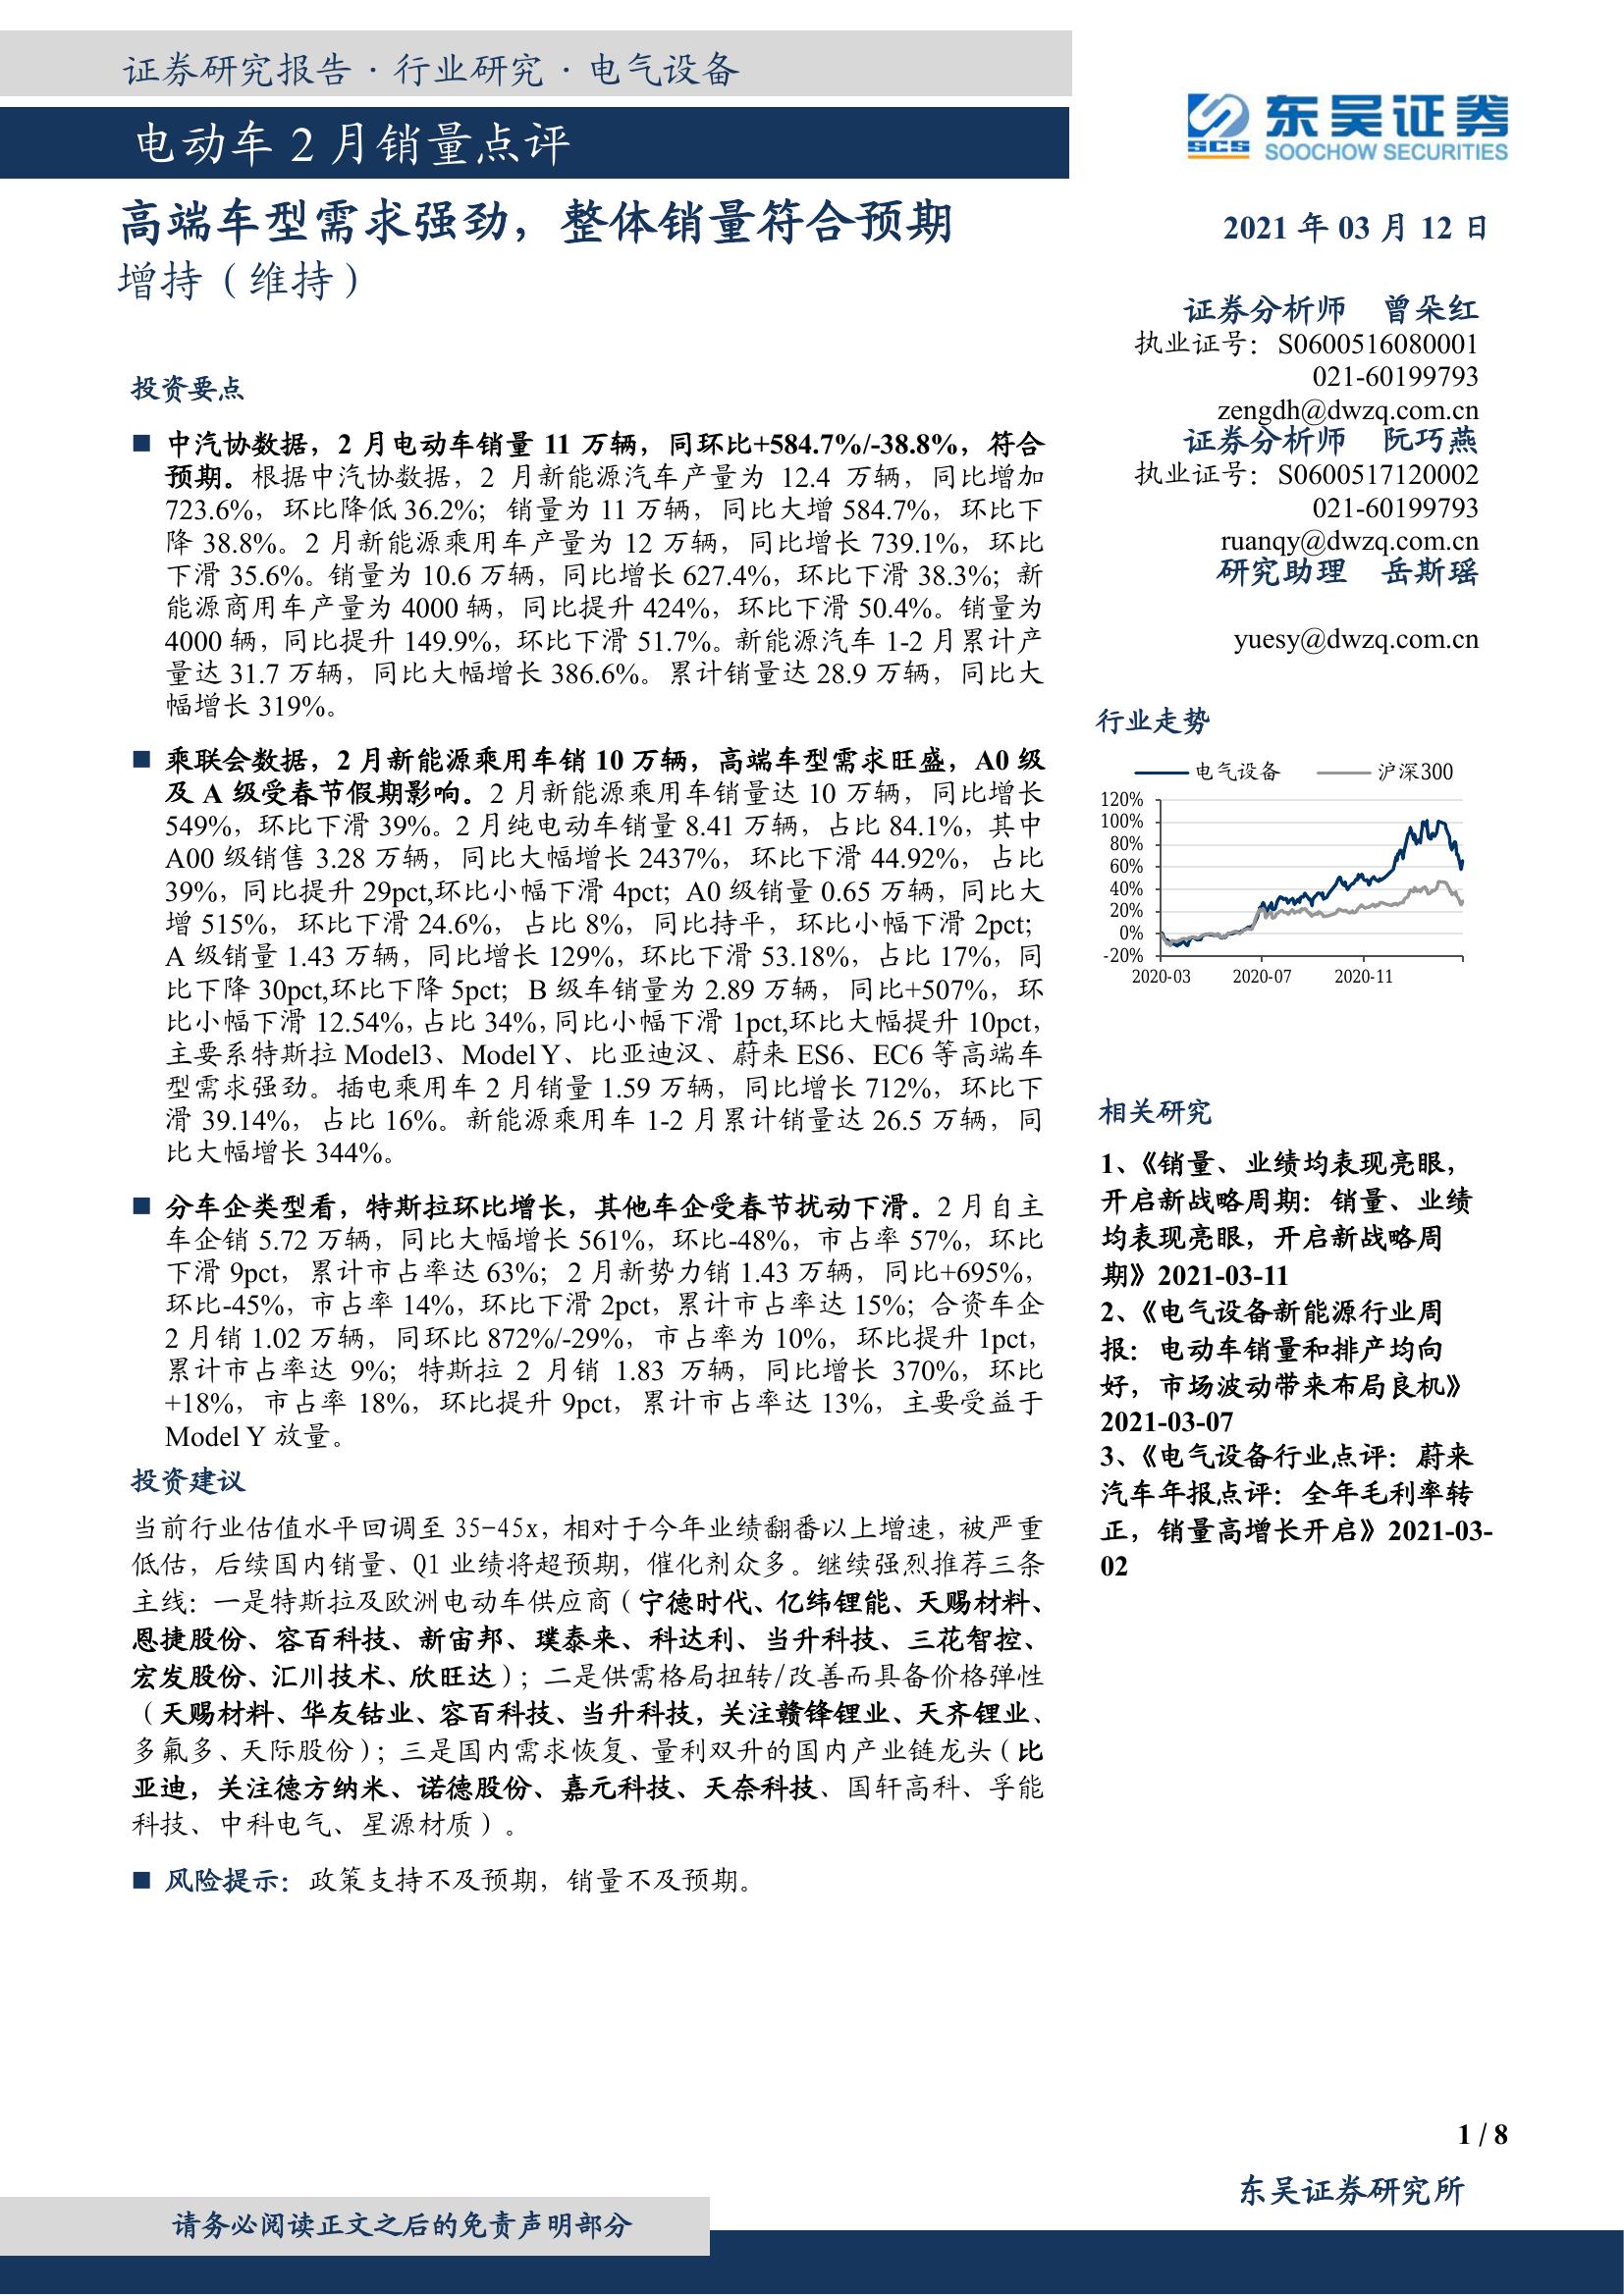 证券研究报告 · 行业研究 · 电气设备
电动车 2 月销量点评
高端车型需求强劲，整体销量符合预期
增持（维持）
投资要点
■ 中汽协数据，2 月电动车销量 11 万辆，同环比+584.7%/-38.8%，符合
预期。根据中汽协数据，2 月新能源汽车产量为 12.4 万辆，同比增加
723.6%，环比降低 36.2%；销量为 11 万辆，同比大增 584.7%，环比下
降 38.8%。2 月新能源乘用车产量为 12 万辆，同比增长 739.1%，环比
下滑 35.6%。销量为 10.6 万辆，同比增长 627.4%，环比下滑 38.3%；新
能源商用车产量为 4000 辆，同比提升 424%，环比下滑 50.4%。销量为
4000 辆，同比提升 149.9%，环比下滑 51.7%。新能源汽车 1-2 月累计产
量达 31.7 万辆，同比大幅增长 386.6%。累计销量达 28.9 万辆，同比大
幅增长 319%。
■ 乘联会数据，2 月新能源乘用车销 10 万辆，高端车型需求旺盛，A0 级
及 A 级受春节假期影响。2 月新能源乘用车销量达 10 万辆，同比增长
549%，环比下滑 39%。2 月纯电动车销量 8.41 万辆，占比 84.1%，其中
A00 级销售 3.28 万辆，同比大幅增长 2437%，环比下滑 44.92%，占比
39%，同比提升 29pct,环比小幅下滑 4pct；A0 级销量 0.65 万辆，同比大
增 515%，环比下滑 24.6%，占比 8%，同比持平，环比小幅下滑 2pct；
A 级销量 1.43 万辆，同比增长 129%，环比下滑 53.18%，占比 17%，同
比下降 30pct,环比下降 5pct；B 级车销量为 2.89 万辆，同比+507%，环
比小幅下滑 12.54%，占比 34%，同比小幅下滑 1pct,环比大幅提升 10pct，
主要系特斯拉 Model3、Model Y、比亚迪汉、蔚来 ES6、EC6 等高端车
型需求强劲。插电乘用车 2 月销量 1.59 万辆，同比增长 712%，环比下
滑 39.14%，占比 16%。新能源乘用车 1-2 月累计销量达 26.5 万辆，同
比大幅增长 344%。
■ 分车企类型看，特斯拉环比增长，其他车企受春节扰动下滑。2 月自主
车企销 5.72 万辆，同比大幅增长 561%，环比-48%，市占率 57%，环比
下滑 9pct，累计市占率达 63%；2 月新势力销 1.43 万辆，同比+695%，
环比-45%，市占率 14%，环比下滑 2pct，累计市占率达 15%；合资车企
2 月销 1.02 万辆，同环比 872%/-29%，市占率为 10%，环比提升 1pct，
累计市占率达 9%；特斯拉 2 月销 1.83 万辆，同比增长 370%，环比
+18%，市占率 18%，环比提升 9pct，累计市占率达 13%，主要受益于
Model Y 放量。
投资建议
当前行业估值水平回调至 35-45x，相对于今年业绩翻番以上增速，被严重
低估，后续国内销量、Q1 业绩将超预期，催化剂众多。继续强烈推荐三条
主线：一是特斯拉及欧洲电动车供应商（宁德时代、亿纬锂能、天赐材料、
恩捷股份、容百科技、新宙邦、璞泰来、科达利、当升科技、三花智控、
宏发股份、汇川技术、欣旺达）；二是供需格局扭转/改善而具备价格弹性
（天赐材料、华友钴业、容百科技、当升科技，关注赣锋锂业、天齐锂业、
多氟多、天际股份）；三是国内需求恢复、量利双升的国内产业链龙头（比
亚迪，关注德方纳米、诺德股份、嘉元科技、天奈科技、国轩高科、孚能
科技、中科电气、星源材质）。
■ 风险提示：政策支持不及预期，销量不及预期。
SCS
东吴证券
SOOCHOW SECURITIES
2021 年 03 月 12 日
证券分析师 曾朵红
执业证号：S0600516080001
021-60199793
zengdh@dwzq.com.cn
证券分析师 阮巧燕
执业证号：S0600517120002
021-60199793
ruanqy@dwzq.com.cn
研究助理 岳斯瑶
yuesy@dwzq.com.cn
行业走势
电气设备 沪深300
120%
100%
80%
60%
40%
20%
0%
-20%
2020-03 2020-07 2020-11
相关研究
1、《销量、业绩均表现亮眼，
开启新战略周期：销量、业绩
均表现亮眼，开启新战略周
期》2021-03-11
2、《电气设备新能源行业周
报：电动车销量和排产均向
好，市场波动带来布局良机》
2021-03-07
3、《电气设备行业点评：蔚来
汽车年报点评：全年毛利率转
正，销量高增长开启》2021-03-
02
1 / 8
东吴证券研究所
请务必阅读正文之后的免责声明部分